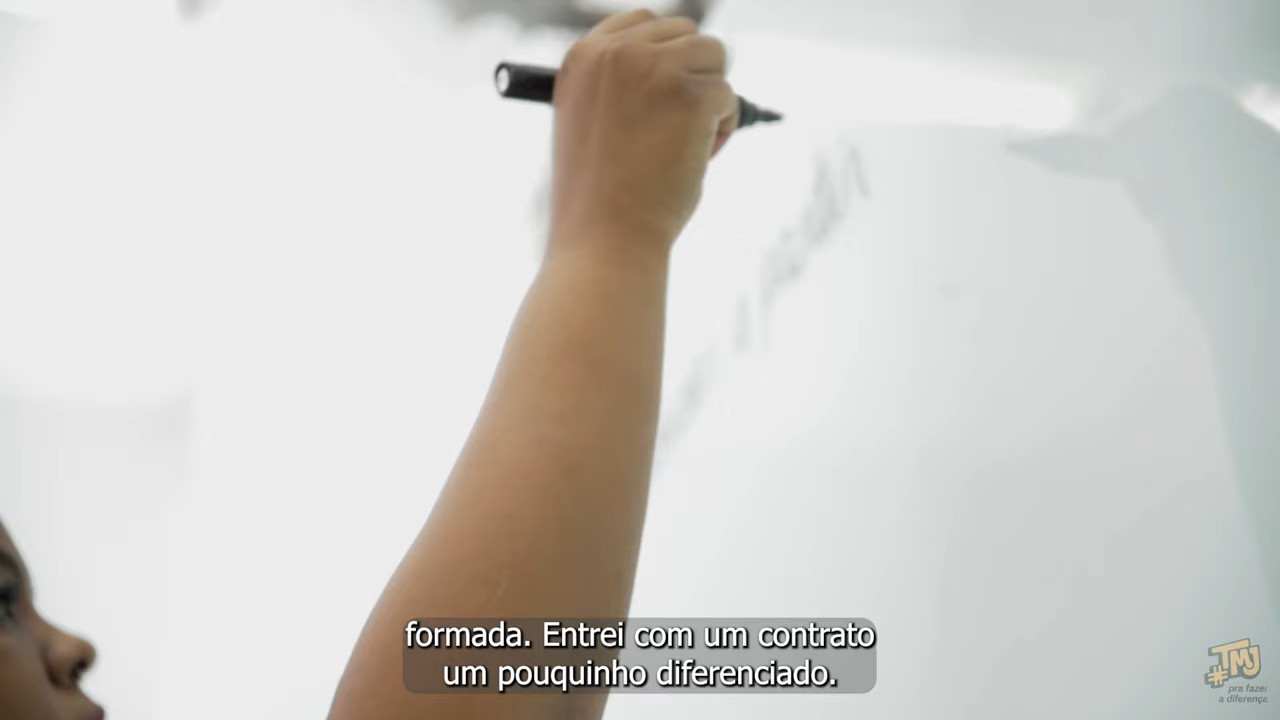 formada. Entrei com um contrato
um pouquinho diferenciado.
#TMJ
pra fazer
a diferença